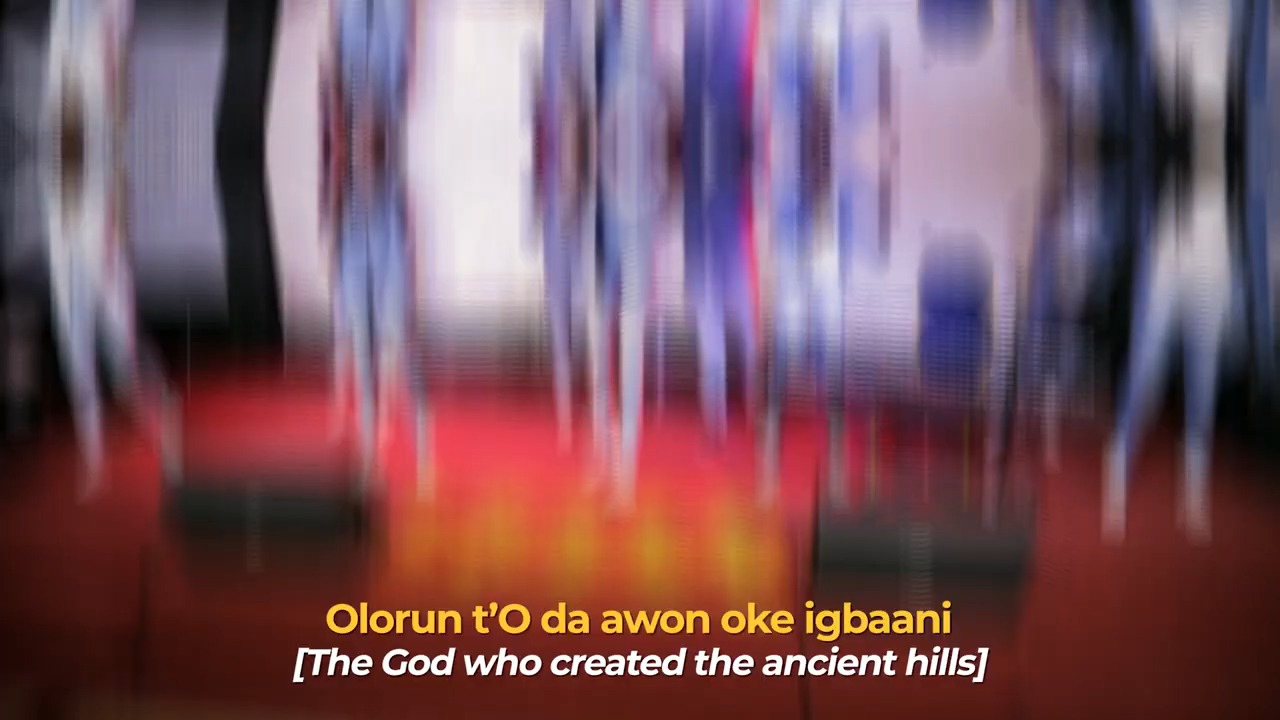 Olorun t’O da awon oke igbaani
[The God who created the ancient hills]